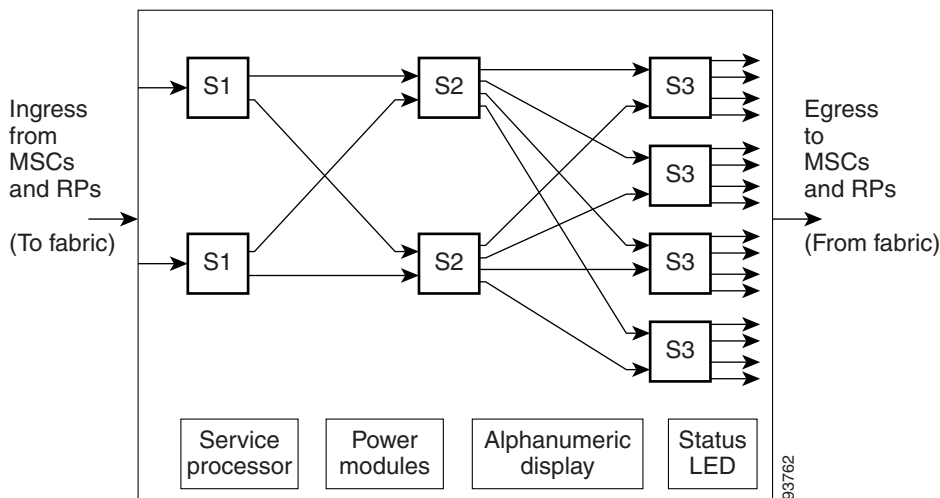 Ingress
from
MSCs
and RPs
(To fabric)
S1
S1
S2
S2
S3
S3
S3
S3
Egress
to
MSCs
and RPs
(From fabric)
Service
processor
Power
modules
Alphanumeric
display
Status
LED
93762